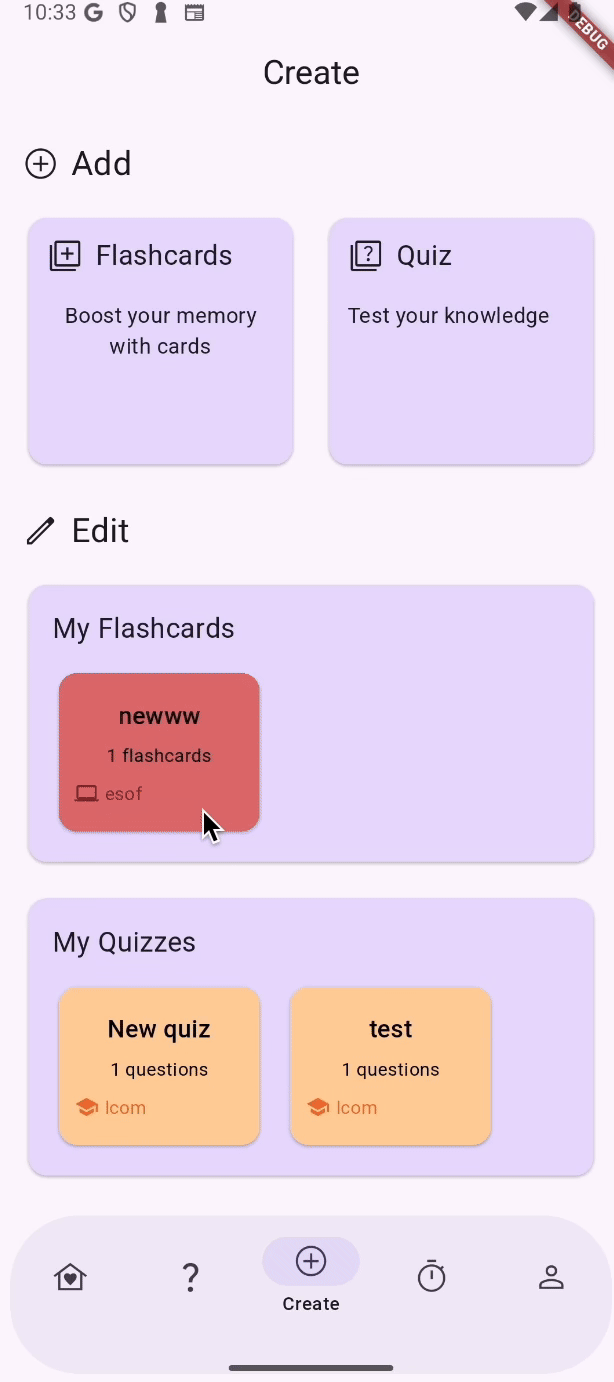 10:33
DEBUG
Create
Add
Flashcards
Boost your memory
with cards
Quiz
Test your knowledge
Edit
My Flashcards
newww
1 flashcards
esof
My Quizzes
New quiz
1 questions
lcom
test
1 questions
lcom
Create